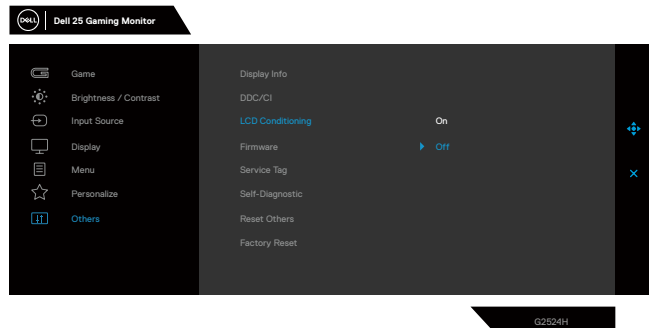 DELL Dell 25 Gaming Monitor
Game
Brightness / Contrast
Input Source
Display
Menu
Personalize
Others
Display Info
DDC/CI
LCD Conditioning
On
Firmware
Off
Service Tag
Self-Diagnostic
Reset Others
Factory Reset
G2524H